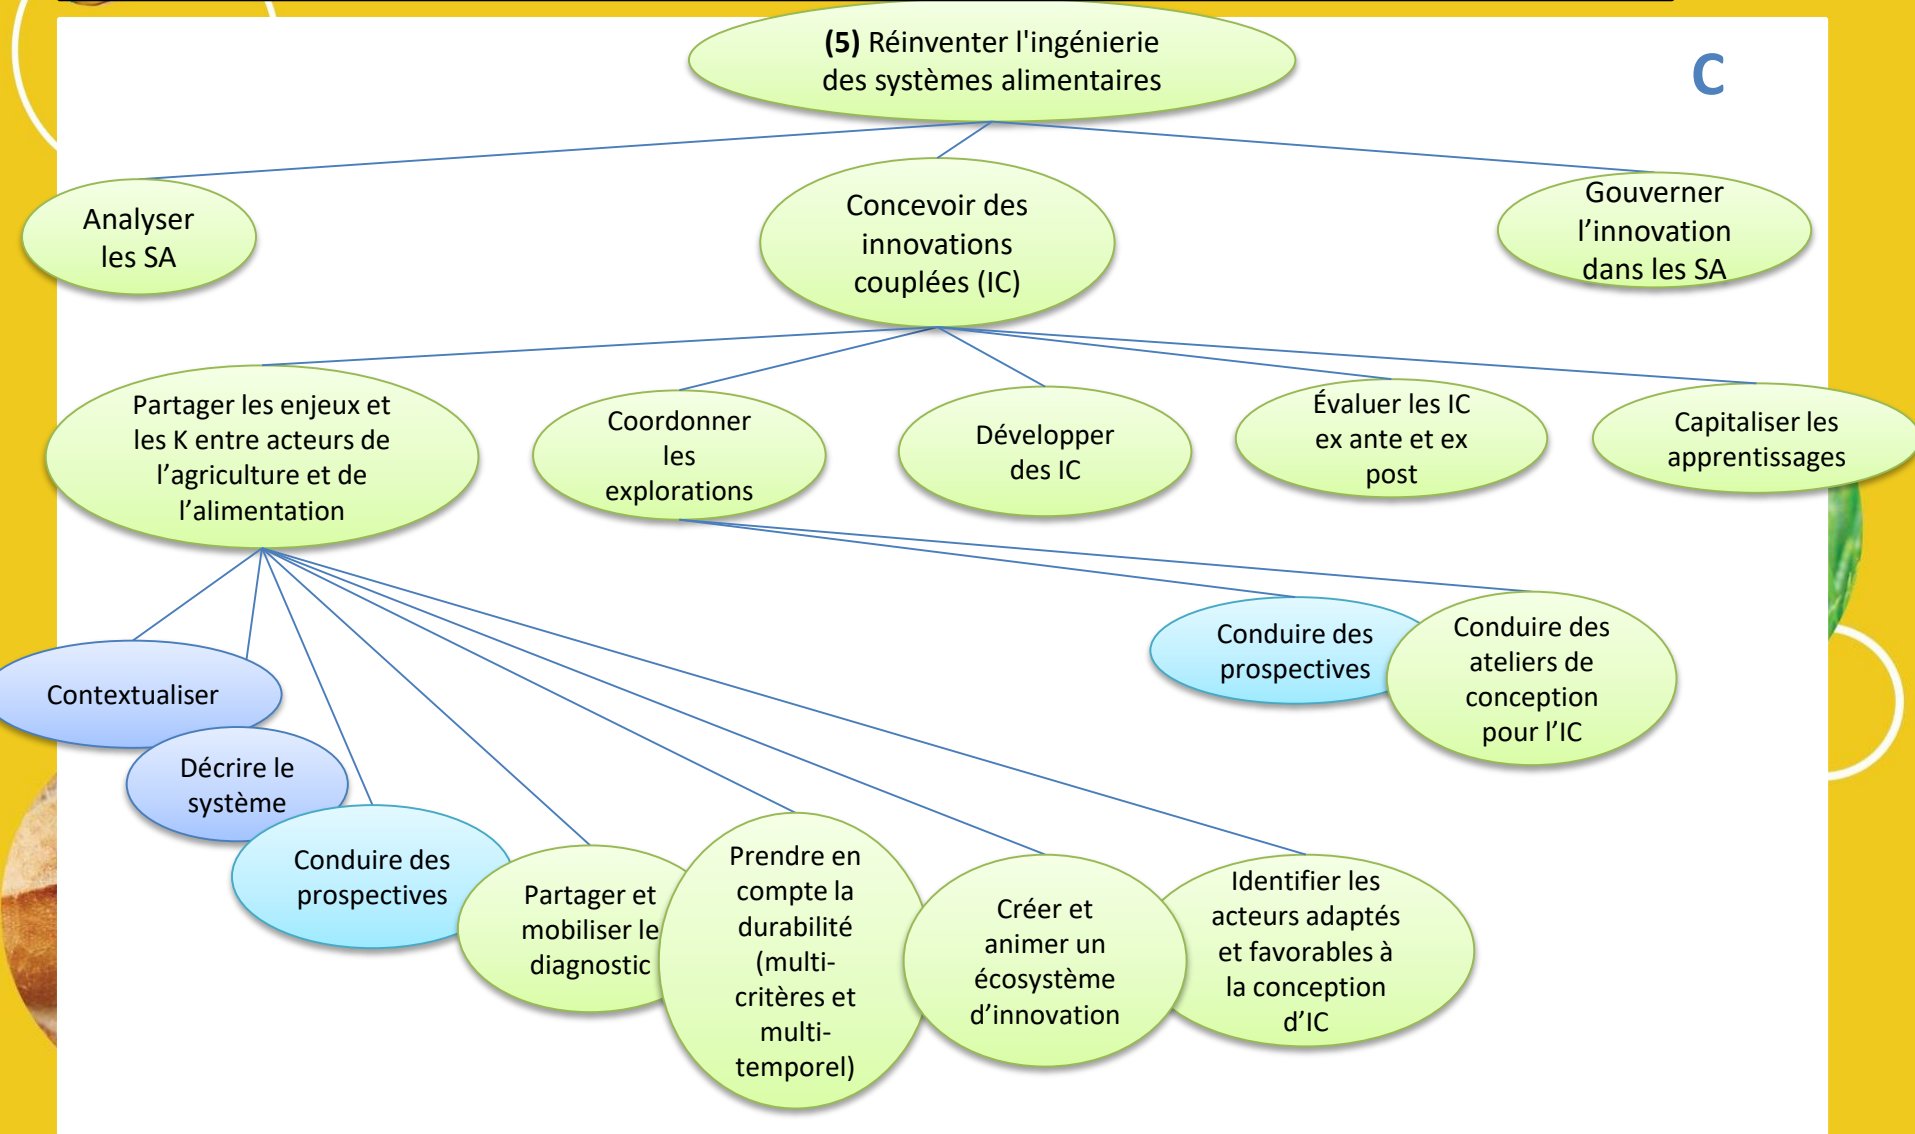 (5) Réinventer l'ingénierie
des systèmes alimentaires
C
Analyser
les SA
Concevoir des
innovations
couplées (IC)
Gouverner
l’innovation
dans les SA
Partager les enjeux et
les K entre acteurs de
l’agriculture et de
l’alimentation
Coordonner
les
explorations
Développer
des IC
Évaluer les IC
ex ante et ex
post
Capitaliser les
apprentissages
Contextualiser
Décrire le
système
Conduire des
prospectives
Partager et
mobiliser le
diagnostic
Prendre en
compte la
durabilité
(multi-
critères et
multi-
temporel)
Créer et
animer un
écosystème
d’innovation
Identifier les
acteurs adaptés
et favorables à
la conception
d’IC
Conduire des
prospectives
Conduire des
ateliers de
conception
pour l’IC